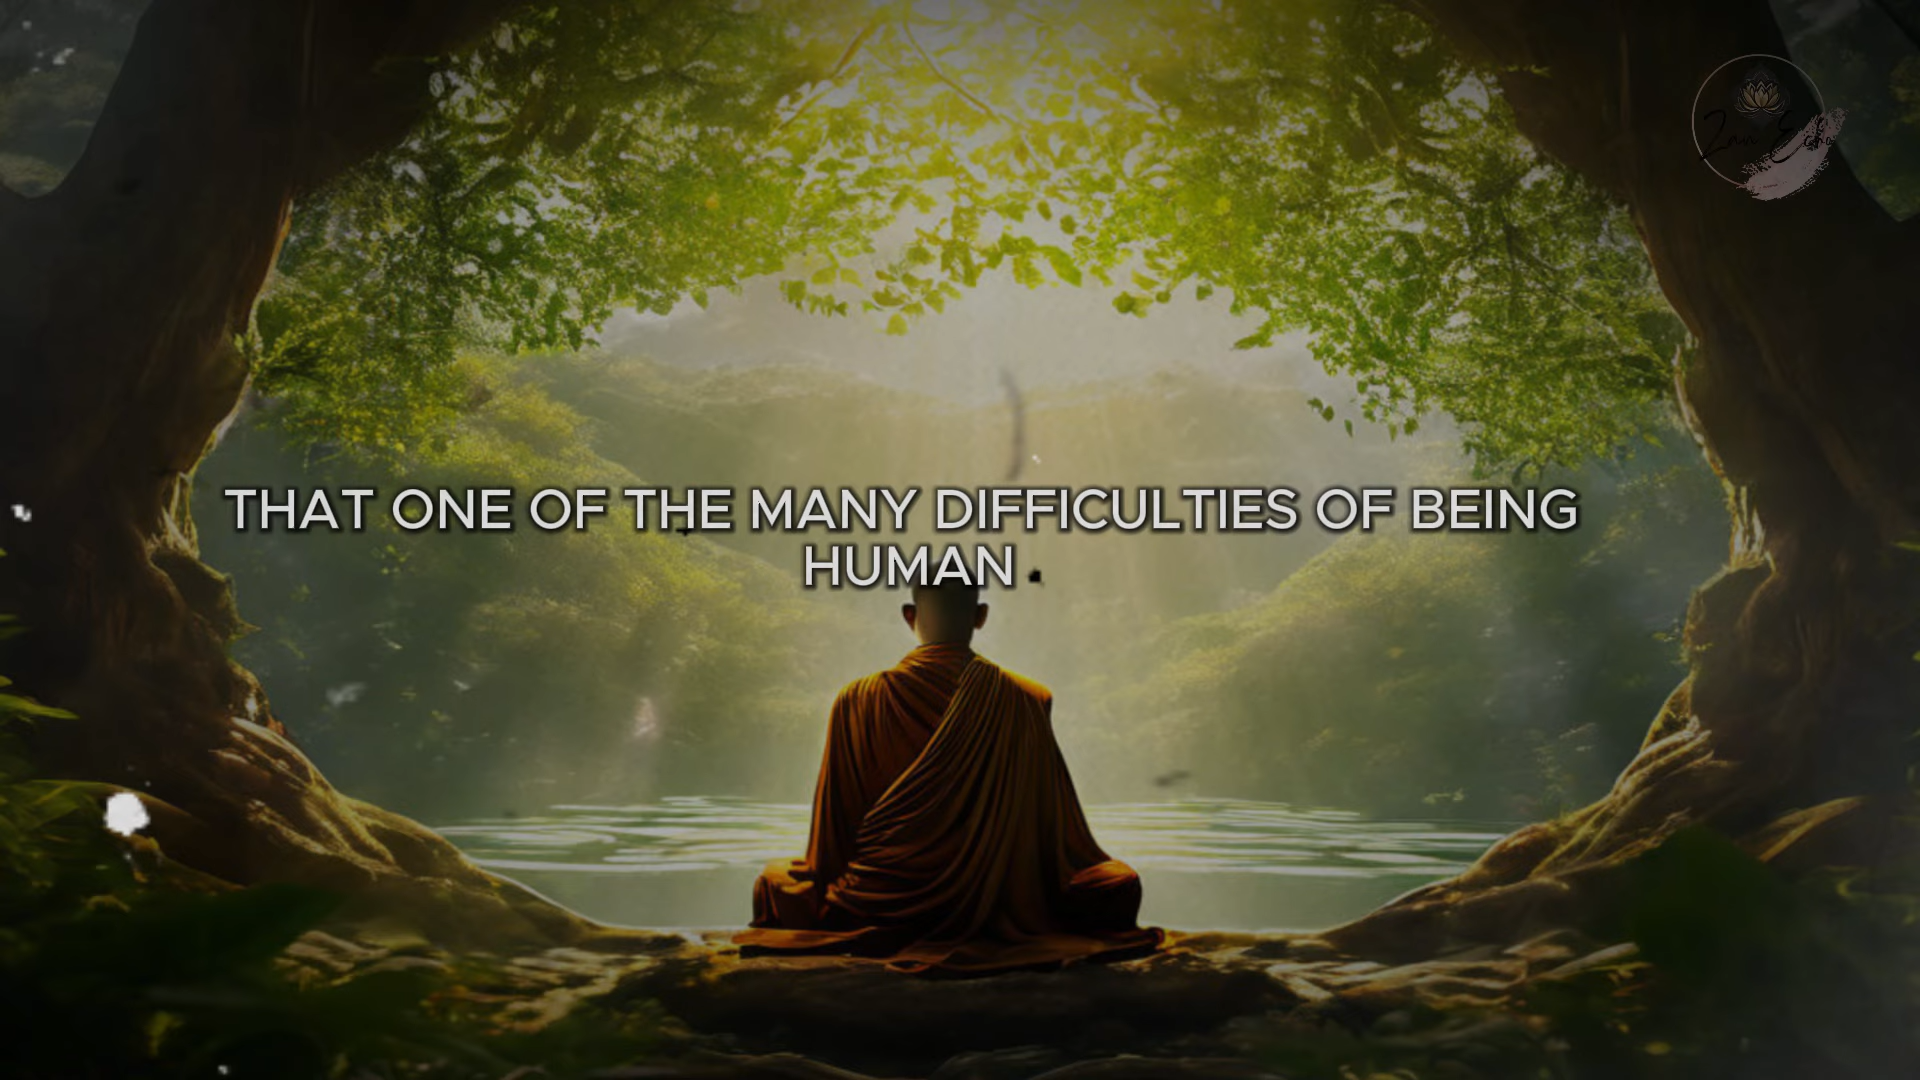 THAT ONE OF THE MANY DIFFICULTIES OF BEING
HUMAN